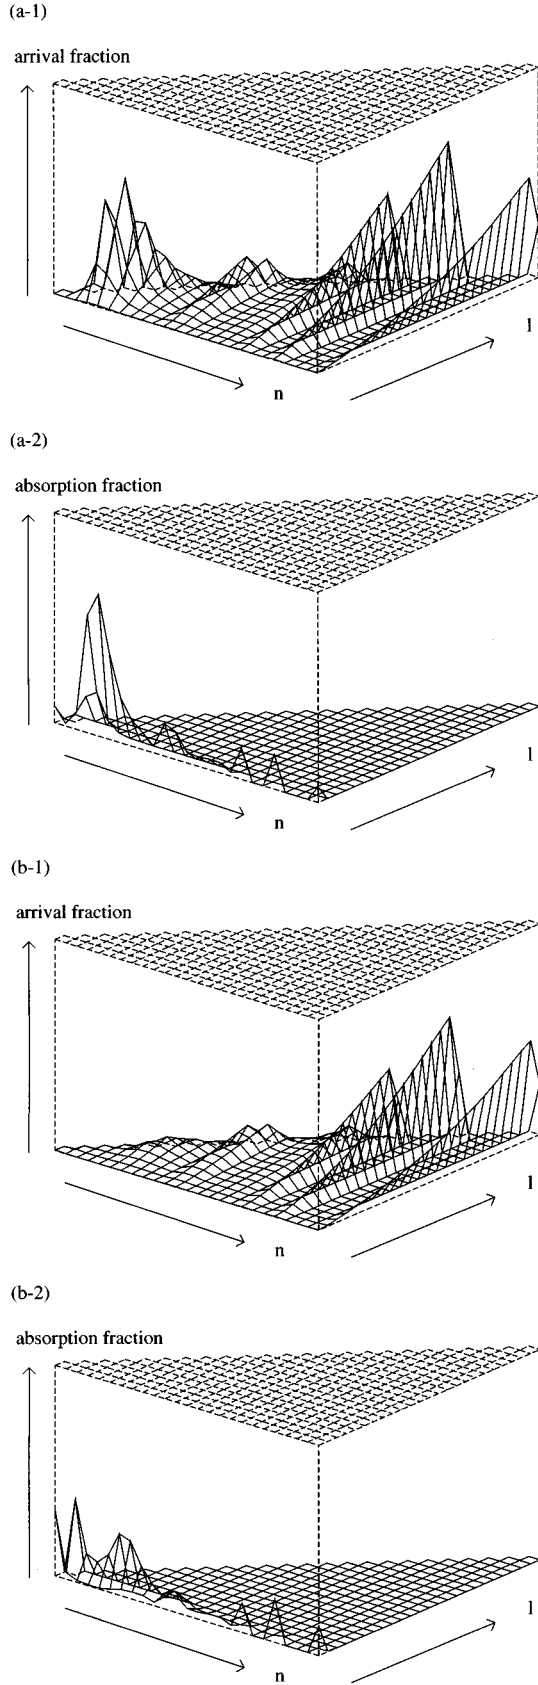 (a-1)
arrival fraction
l
n
(a-2)
absorption fraction
l
n
(b-1)
arrival fraction
l
n
(b-2)
absorption fraction
l
n